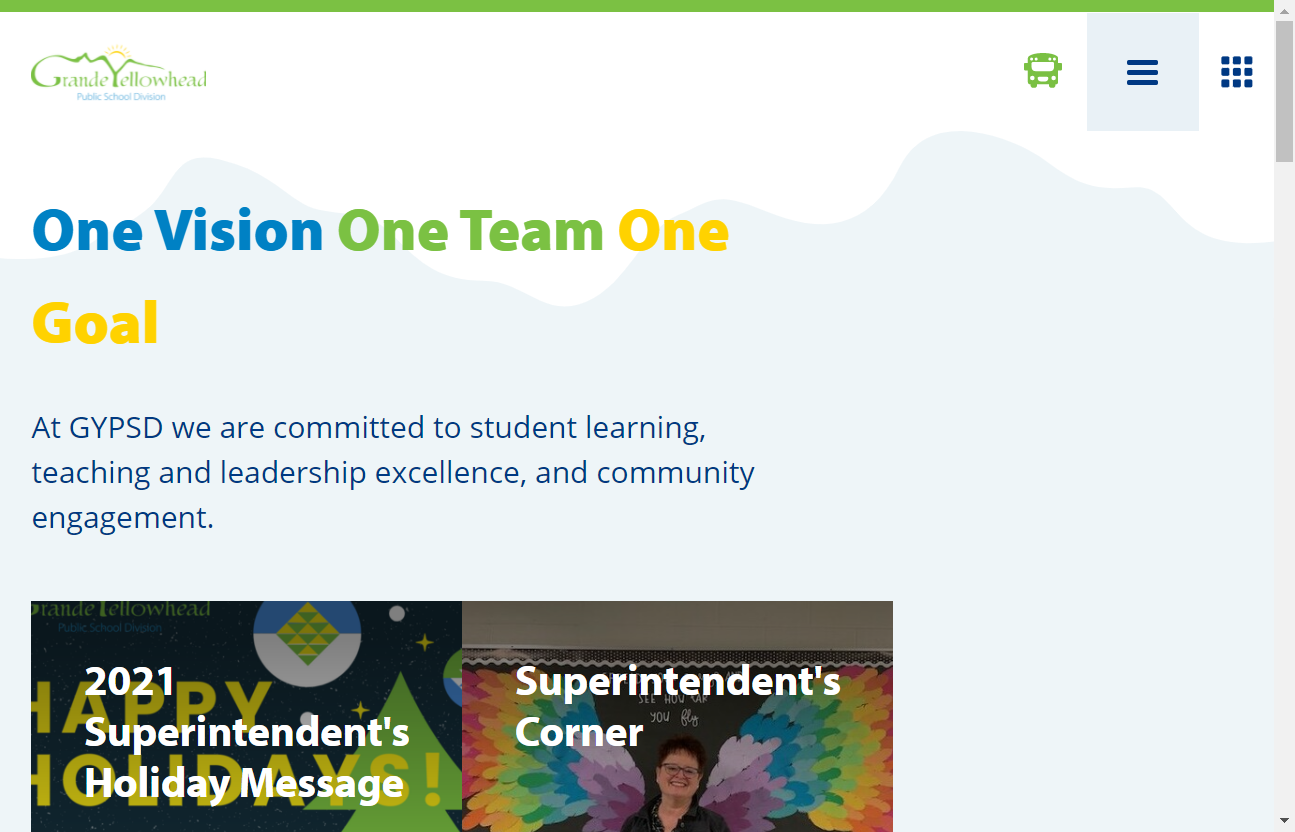 Grande Yellowhead
Public School Division
One Vision One Team One
Goal
At GYPSD we are committed to student learning,
teaching and leadership excellence, and community
engagement.
Grande Yellowhead
Public School Division
HAPPY
HOLIDAYS!
2021
Superintendent's
Holiday Message
SEE HOW FAR
YOU fly
Superintendent's
Corner